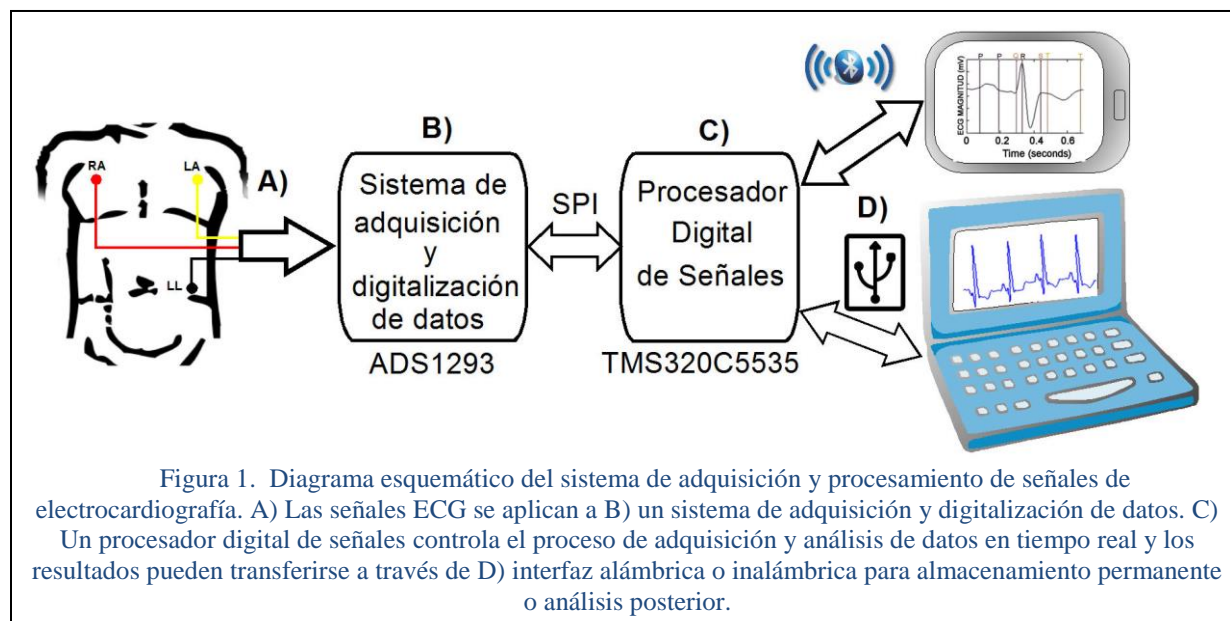 RA
LA
LL
A)
B)
Sistema de
adquisición
y
digitalización
de datos
ADS1293
SPI
C)
Procesador
Digital
de Señales
TMS320C5535
D)
ECG MAGNITUD (mV)
P P Q R S T T
0 0.2 0.4 0.6
Time (seconds)
Figura 1. Diagrama esquemático del sistema de adquisición y procesamiento de señales de
electrocardiografía. A) Las señales ECG se aplican a B) un sistema de adquisición y digitalización de datos. C)
Un procesador digital de señales controla el proceso de adquisición y análisis de datos en tiempo real y los
resultados pueden transferirse a través de D) interfaz alámbrica o inalámbrica para almacenamiento permanente
o análisis posterior.